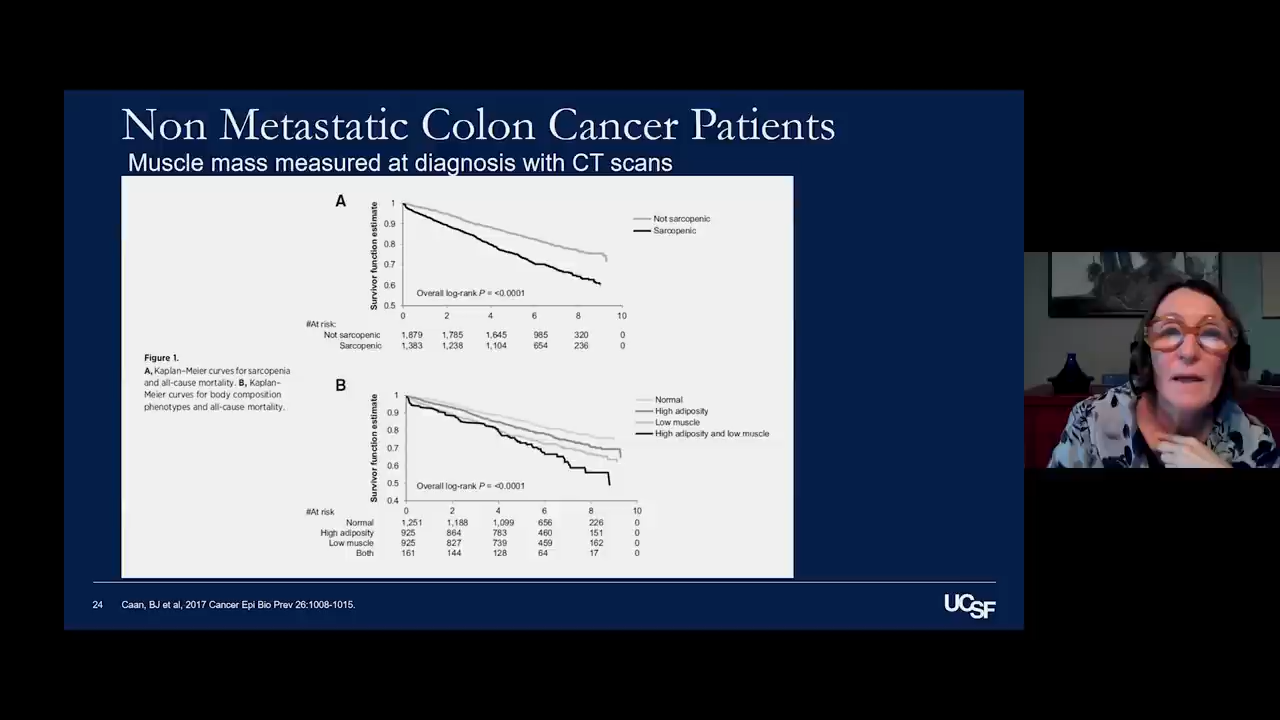 Non Metastatic Colon Cancer Patients
Muscle mass measured at diagnosis with CT scans
A
Survivor function estimate
1
0.9
0.8
0.7
0.6
0.5
Not sarcopenic
Sarcopenic
Overall log-rank P = <0.0001
0 2 4 6 8 10
#At risk:
Not sarcopenic 1,879 1,785 1,645 985 320 0
Sarcopenic 1,383 1,238 1,104 654 236 0
Figure 1.
A, Kaplan–Meier curves for sarcopenia
and all-cause mortality. B, Kaplan–
Meier curves for body composition
phenotypes and all-cause mortality.
B
Survivor function estimate
1
0.9
0.8
0.7
0.6
0.5
0.4
Normal
High adiposity
Low muscle
High adiposity and low muscle
Overall log-rank P = <0.0001
0 2 4 6 8 10
#At risk
Normal 1,251 1,188 1,099 656 226 0
High adiposity 925 864 783 460 151 0
Low muscle 925 827 739 459 162 0
Both 161 144 128 64 17 0
24 Caan, BJ et al, 2017 Cancer Epi Bio Prev 26:1008-1015.
UCSF